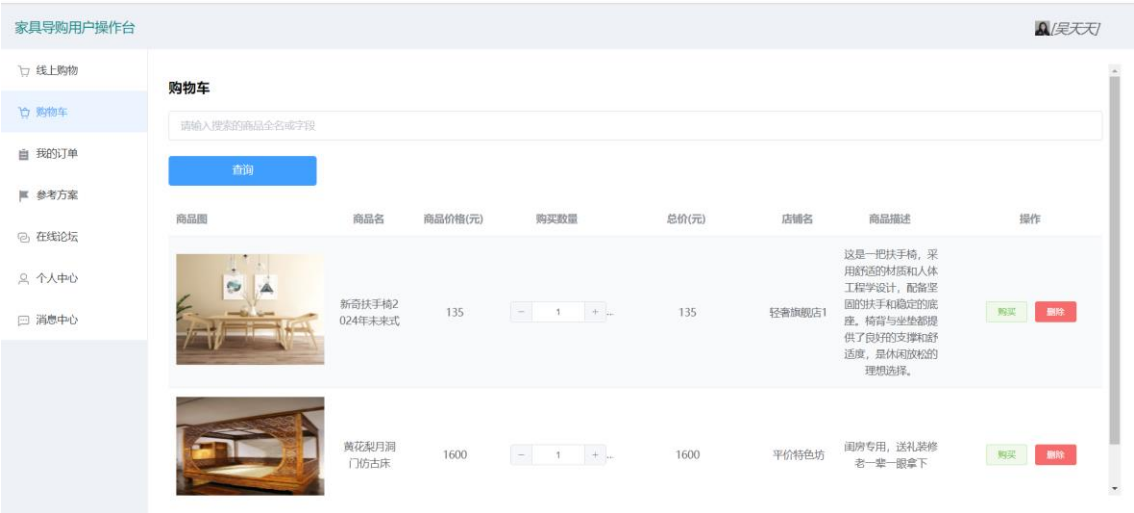 家具导购用户操作台
[吴天天]
线上购物
购物车
我的订单
参考方案
在线论坛
个人中心
消息中心
购物车
请输入搜索的商品全名或字段
查询
商品图 商品名 商品价格(元) 购买数量 总价(元) 店铺名 商品描述 操作
新奇扶手椅2
024年未来式
135
- 1 + ...
135
轻奢旗舰店1
这是一把扶手椅，采
用舒适的材质和人体
工程学设计，配备坚
固的扶手和稳定的底
座。椅背与坐垫都提
供了良好的支撑和舒
适度，是休闲放松的
理想选择。
购买 删除
黄花梨月洞
门仿古床
1600
- 1 + ...
1600
平价特色坊
闺房专用，送礼装修
老一辈一眼拿下
购买 删除